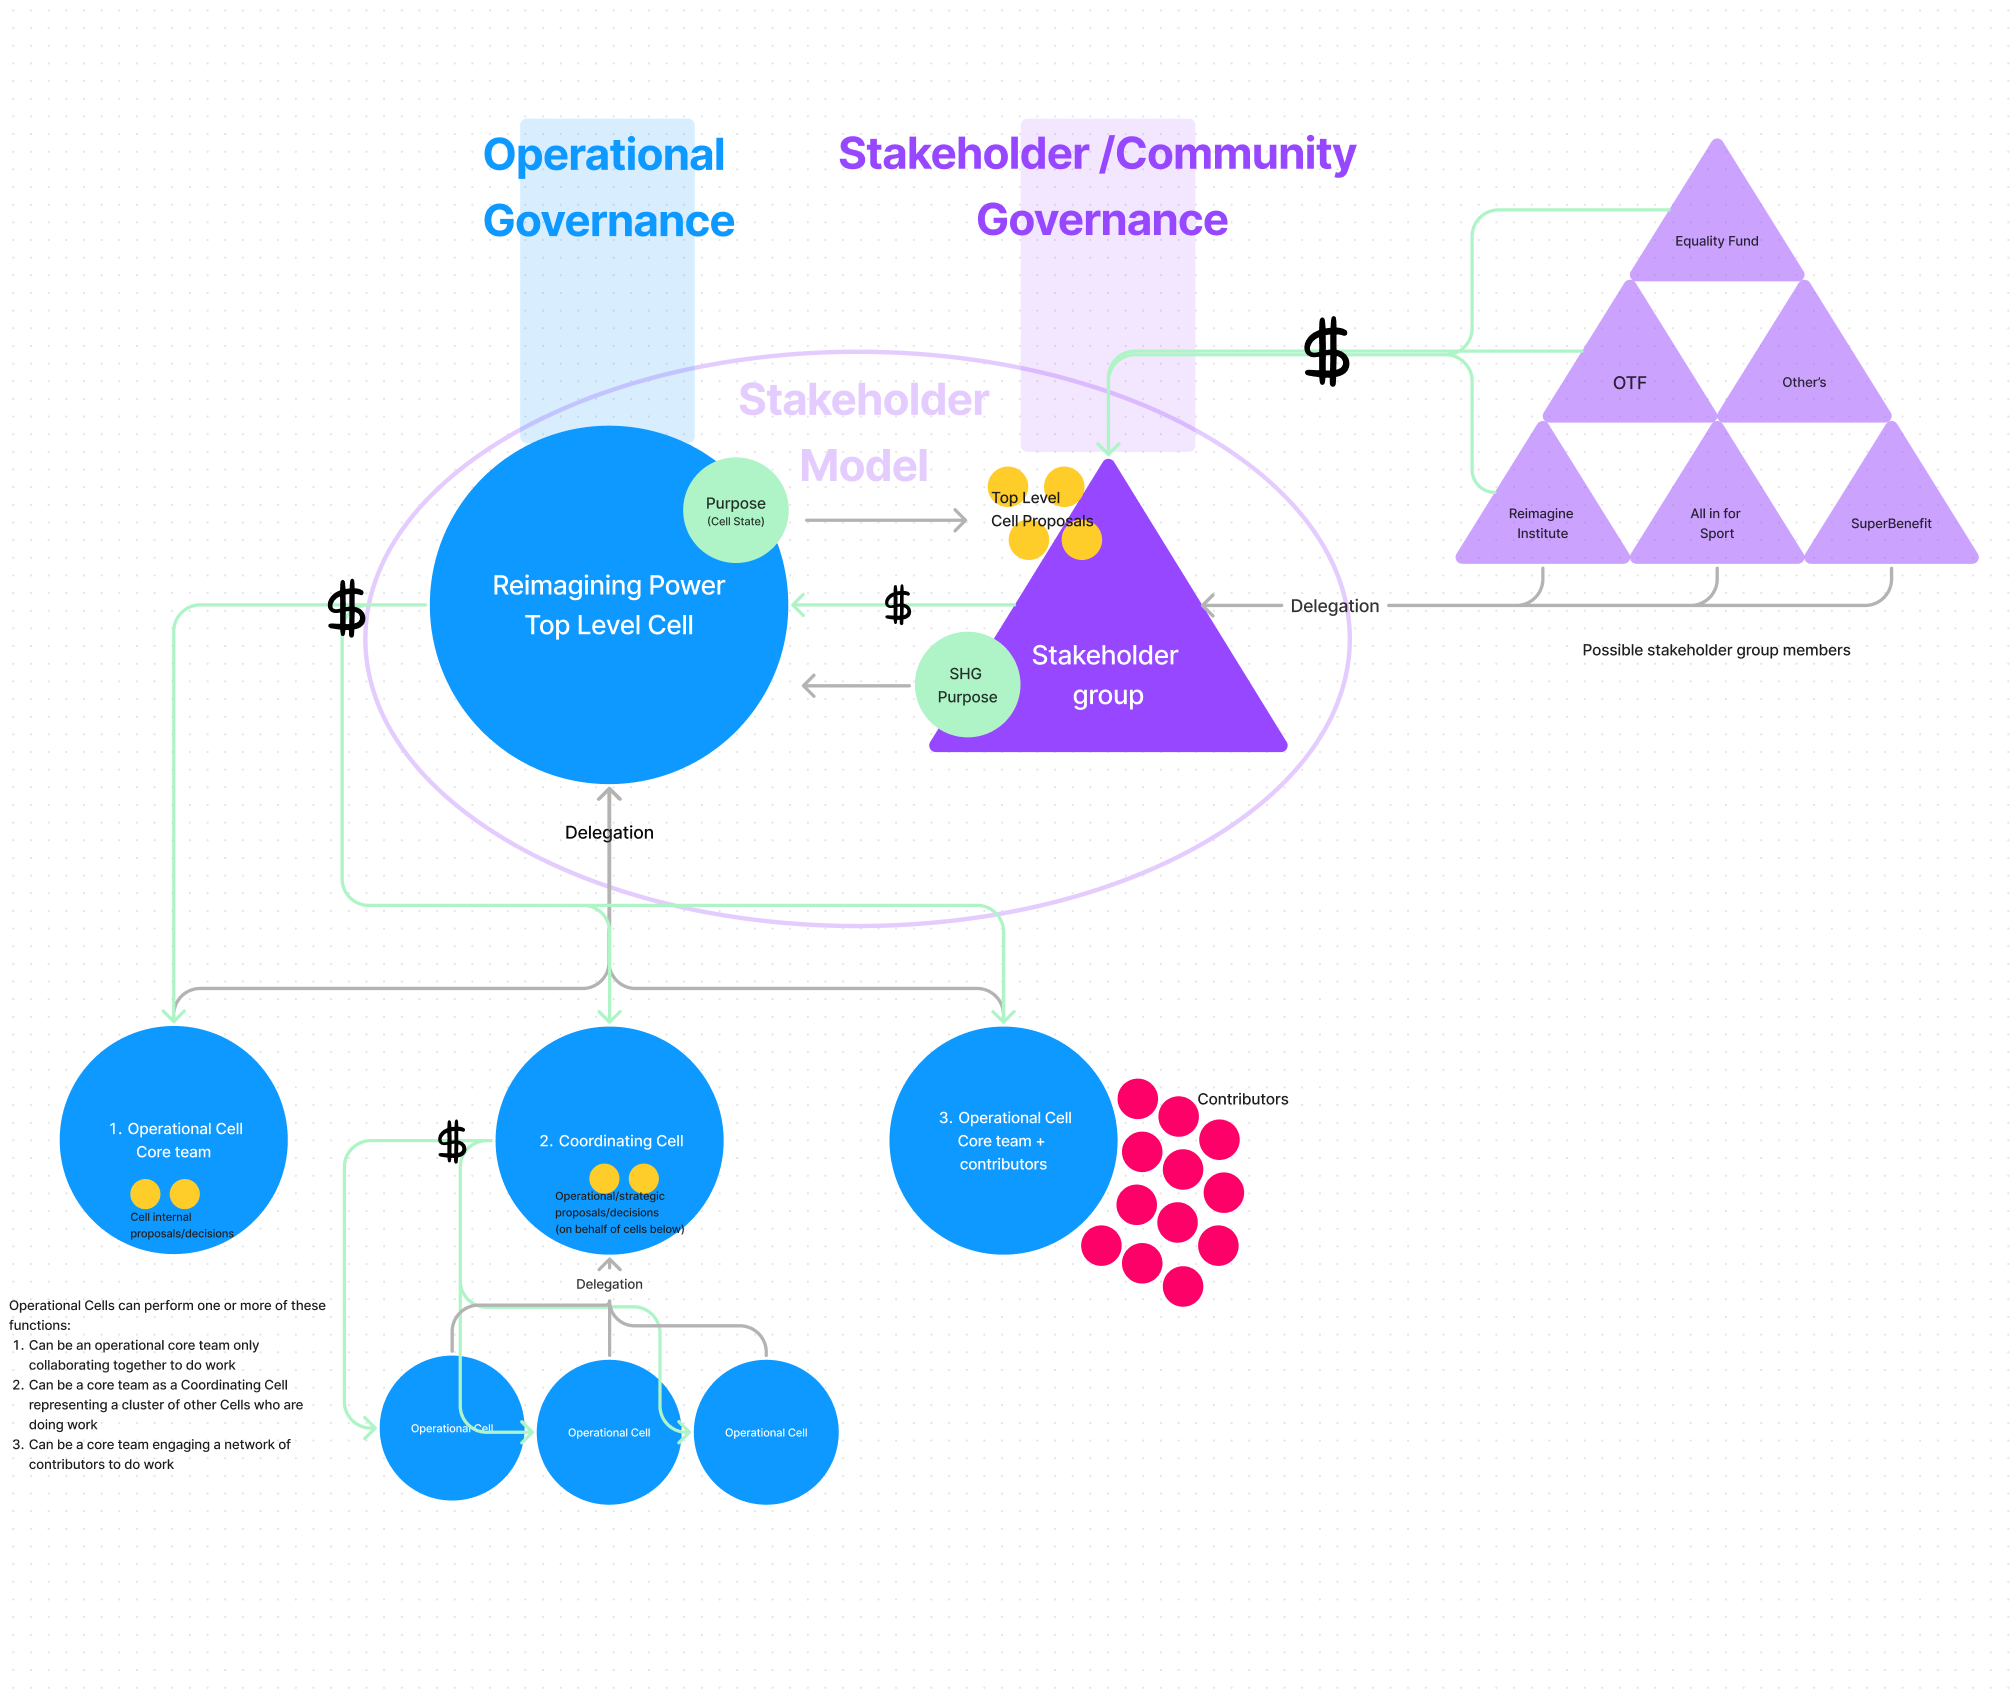 Operational
Governance
Stakeholder /Community
Governance
Equality Fund
$
OTF
Other's
Stakeholder
Model
Purpose
(Cell State)
Top Level
Cell Proposals
Reimagine
Institute
All in for
Sport
SuperBenefit
Reimagining Power
Top Level Cell
$
$
Delegation
Possible stakeholder group members
SHG
Purpose
Stakeholder
group
Delegation
1. Operational Cell
Core team
Cell internal
proposals/decisions
$
2. Coordinating Cell
Operational/strategic
proposals/decisions
(on behalf of cells below)
3. Operational Cell
Core team +
contributors
Contributors
Delegation
Operational Cells can perform one or more of these
functions:
1. Can be an operational core team only
collaborating together to do work
2. Can be a core team as a Coordinating Cell
representing a cluster of other Cells who are
doing work
3. Can be a core team engaging a network of
contributors to do work
Operational Cell
Operational Cell
Operational Cell